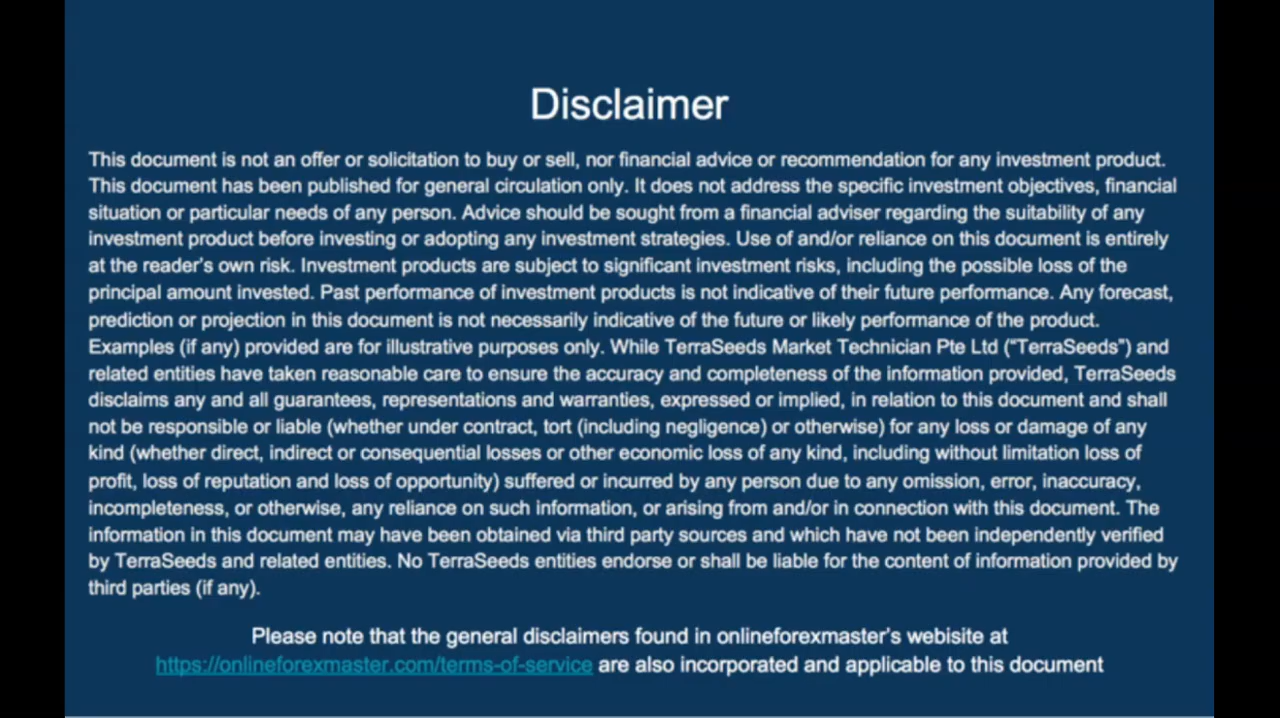 Disclaimer
This document is not an offer or solicitation to buy or sell, nor financial advice or recommendation for any investment product.
This document has been published for general circulation only. It does not address the specific investment objectives, financial
situation or particular needs of any person. Advice should be sought from a financial adviser regarding the suitability of any
investment product before investing or adopting any investment strategies. Use of and/or reliance on this document is entirely
at the reader's own risk. Investment products are subject to significant investment risks, including the possible loss of the
principal amount invested. Past performance of investment products is not indicative of their future performance. Any forecast,
prediction or projection in this document is not necessarily indicative of the future or likely performance of the product.
Examples (if any) provided are for illustrative purposes only. While TerraSeeds Market Technician Pte Ltd (“TerraSeeds”) and
related entities have taken reasonable care to ensure the accuracy and completeness of the information provided, TerraSeeds
disclaims any and all guarantees, representations and warranties, expressed or implied, in relation to this document and shall
not be responsible or liable (whether under contract, tort (including negligence) or otherwise) for any loss or damage of any
kind (whether direct, indirect or consequential losses or other economic loss of any kind, including without limitation loss of
profit, loss of reputation and loss of opportunity) suffered or incurred by any person due to any omission, error, inaccuracy,
incompleteness, or otherwise, any reliance on such information, or arising from and/or in connection with this document. The
information in this document may have been obtained via third party sources and which have not been independently verified
by TerraSeeds and related entities. No TerraSeeds entities endorse or shall be liable for the content of information provided by
third parties (if any).
Please note that the general disclaimers found in onlineforexmaster's webisite at
https://onlineforexmaster.com/terms-of-service are also incorporated and applicable to this document